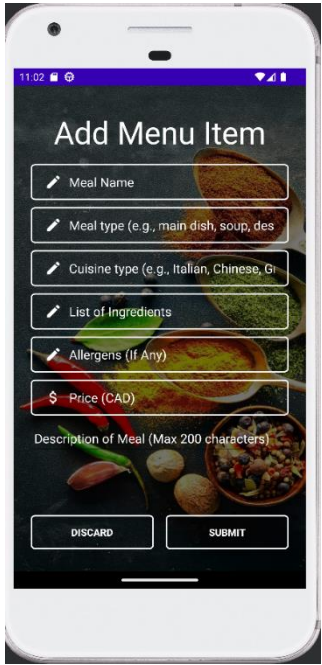 11:02
Add Menu Item
Meal Name
Meal type (e.g., main dish, soup, des
Cuisine type (e.g., Italian, Chinese, G
List of Ingredients
Allergens (If Any)
$ Price (CAD)
Description of Meal (Max 200 characters)
DISCARD
SUBMIT